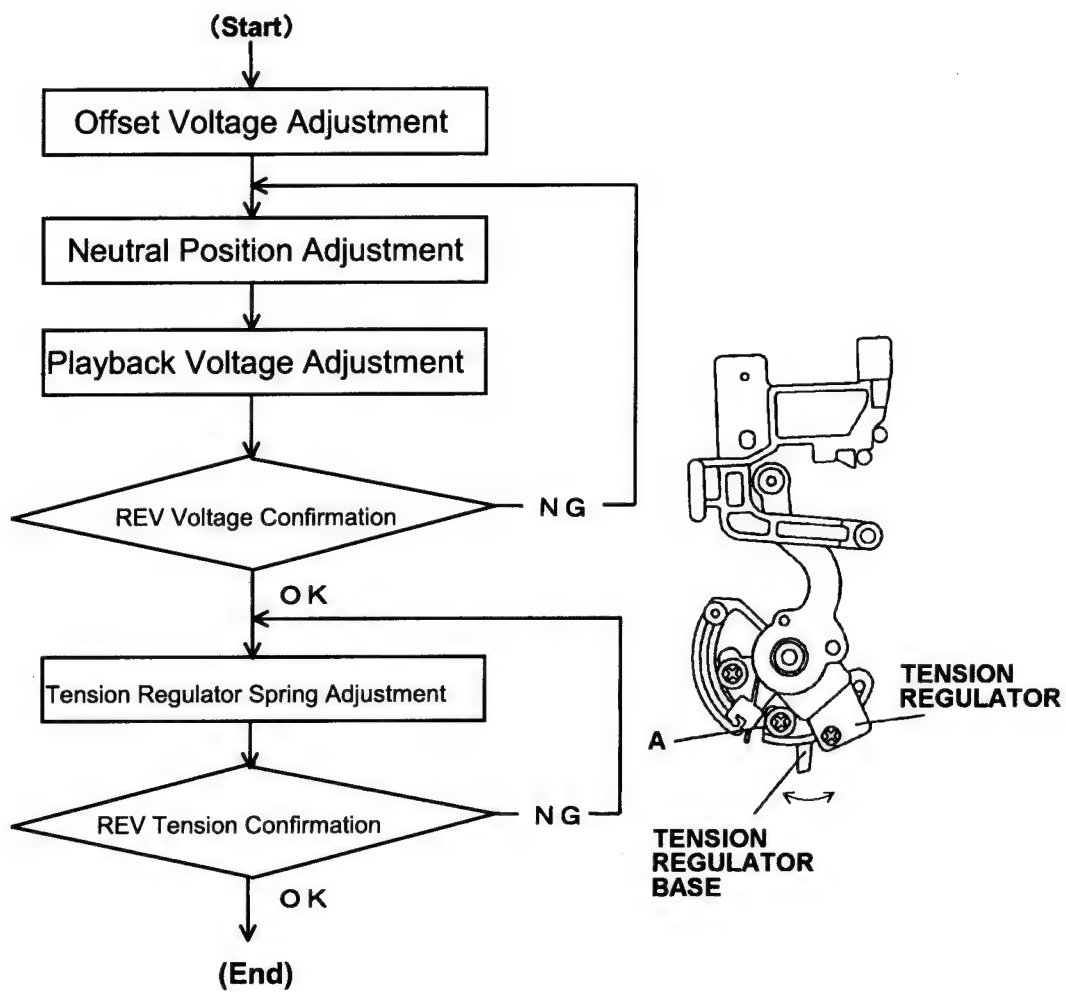 (Start)
Offset Voltage Adjustment
Neutral Position Adjustment
Playback Voltage Adjustment
REV Voltage Confirmation
NG
OK
Tension Regulator Spring Adjustment
REV Tension Confirmation
NG
OK
(End)
TENSION
REGULATOR
A
TENSION
REGULATOR
BASE